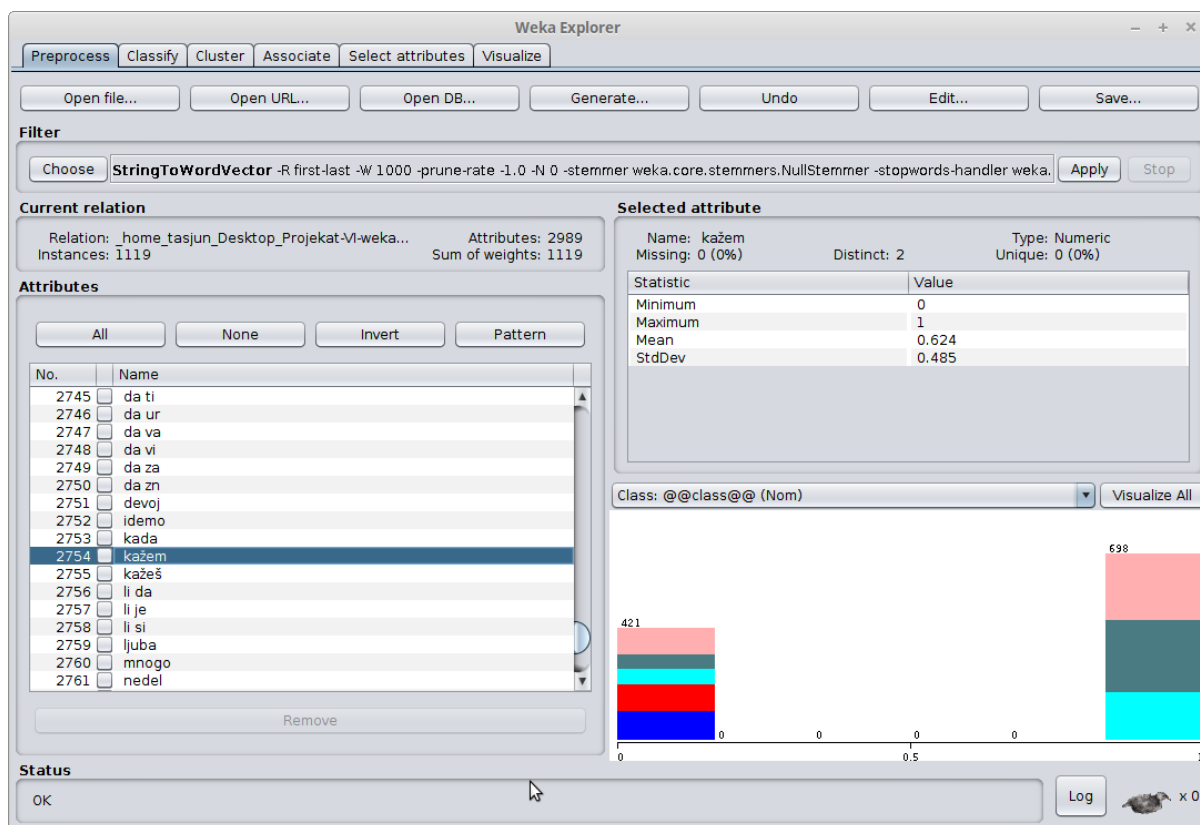 Weka Explorer
Preprocess Classify Cluster Associate Select attributes Visualize
Open file... Open URL... Open DB... Generate... Undo Edit... Save...
Filter
Choose StringToWordVector -R first-last -W 1000 -prune-rate -1.0 -N 0 -stemmer weka.core.stemmers.NullStemmer -stopwords-handler weka. Apply Stop
Current relation
Relation: _home_tasjun_Desktop_Projekat-VI-weka... Attributes: 2989
Instances: 1119 Sum of weights: 1119
Attributes
All None Invert Pattern
No. Name
2745 da ti
2746 da ur
2747 da va
2748 da vi
2749 da za
2750 da zn
2751 devoj
2752 idemo
2753 kada
2754 kažem
2755 kažeš
2756 li da
2757 li je
2758 li si
2759 ljuba
2760 mnogo
2761 nedel
Remove
Selected attribute
Name: kažem Type: Numeric
Missing: 0 (0%) Distinct: 2 Unique: 0 (0%)
Statistic Value
Minimum 0
Maximum 1
Mean 0.624
StdDev 0.485
Class: @@class@@ (Nom) Visualize All
698
421
0 0 0 0
0 0.5 1
Status
OK Log x 0